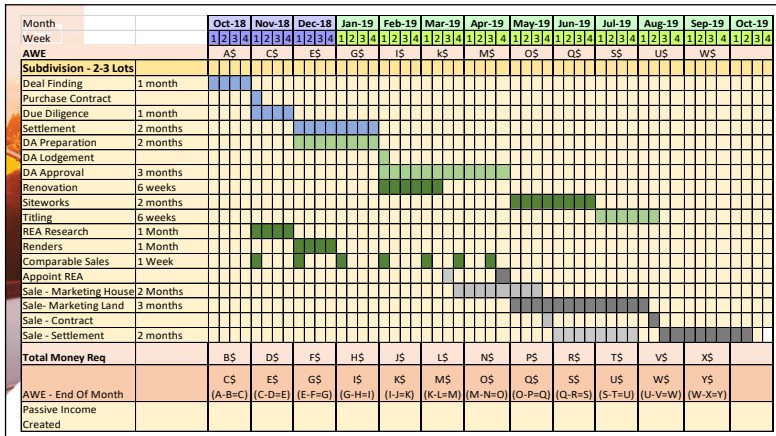 Month Oct-18 Nov-18 Dec-18 Jan-19 Feb-19 Mar-19 Apr-19 May-19 Jun-19 Jul-19 Aug-19 Sep-19 Oct-19
Week 1 2 3 4 1 2 3 4 1 2 3 4 1 2 3 4 1 2 3 4 1 2 3 4 1 2 3 4 1 2 3 4 1 2 3 4 1 2 3 4 1 2 3 4 1 2 3 4 1 2 3 4
AWE A$ C$ E$ G$ I$ k$ M$ O$ Q$ S$ U$ W$
Subdivision - 2-3 Lots
Deal Finding 1 month
Purchase Contract
Due Diligence 1 month
Settlement 2 months
DA Preparation 2 months
DA Lodgement
DA Approval 3 months
Renovation 6 weeks
Siteworks 2 months
Titling 6 weeks
REA Research 1 Month
Renders 1 Month
Comparable Sales 1 Week
Appoint REA
Sale - Marketing House 2 Months
Sale- Marketing Land 3 months
Sale - Contract
Sale - Settlement 2 months
Total Money Req B$ D$ F$ H$ J$ L$ N$ P$ R$ T$ V$ X$
C$ E$ G$ I$ K$ M$ O$ Q$ S$ U$ W$ Y$
AWE - End Of Month (A-B=C) (C-D=E) (E-F=G) (G-H=I) (I-J=K) (K-L=M) (M-N=O) (O-P=Q) (Q-R=S) (S-T=U) (U-V=W) (W-X=Y)
Passive Income
Created